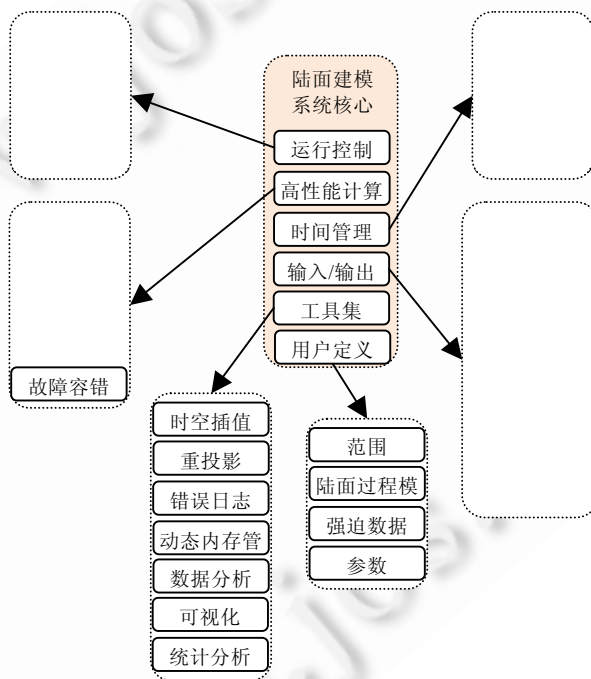 陆面建模
系统核心
运行控制
高性能计算
时间管理
输入/输出
工具集
用户定义
故障容错
时空插值
重投影
错误日志
动态内存管
数据分析
可视化
统计分析
范围
陆面过程模
强迫数据
参数